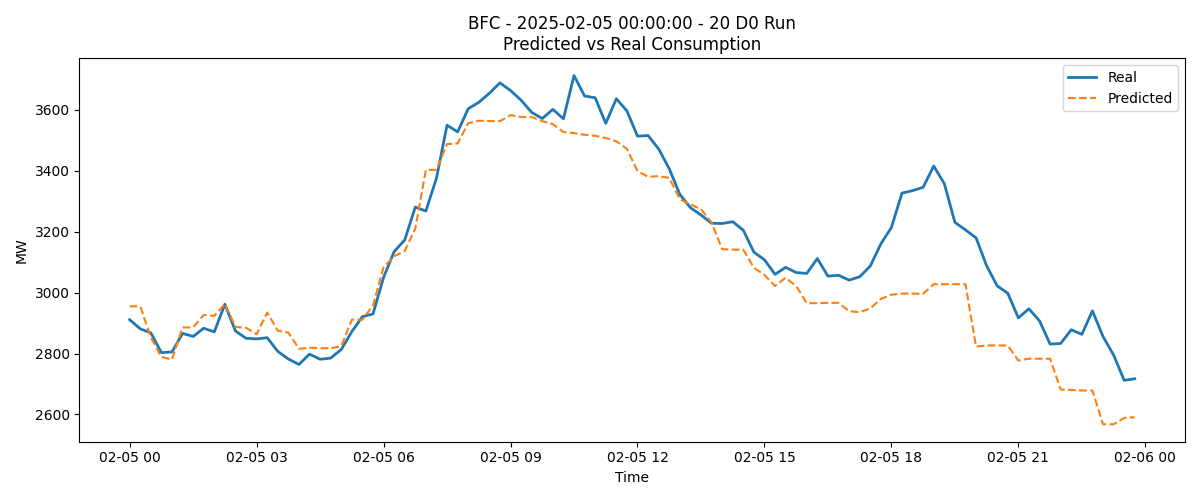 BFC - 2025-02-05 00:00:00 - 20 D0 Run
Predicted vs Real Consumption
Real
Predicted
MW
3600
3400
3200
3000
2800
2600
02-05 00
02-05 03
02-05 06
02-05 09
02-05 12
02-05 15
02-05 18
02-05 21
02-06 00
Time